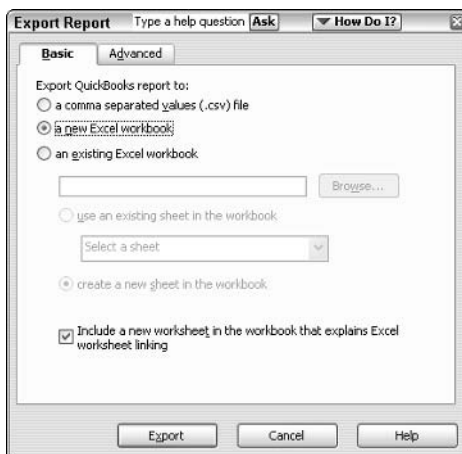 Export Report Type a help question Ask How Do I?
Basic Advanced
Export QuickBooks report to:
a comma separated values (.csv) file
a new Excel workbook
an existing Excel workbook
Browse...
use an existing sheet in the workbook
Select a sheet
create a new sheet in the workbook
Include a new worksheet in the workbook that explains Excel
worksheet linking
Export Cancel Help